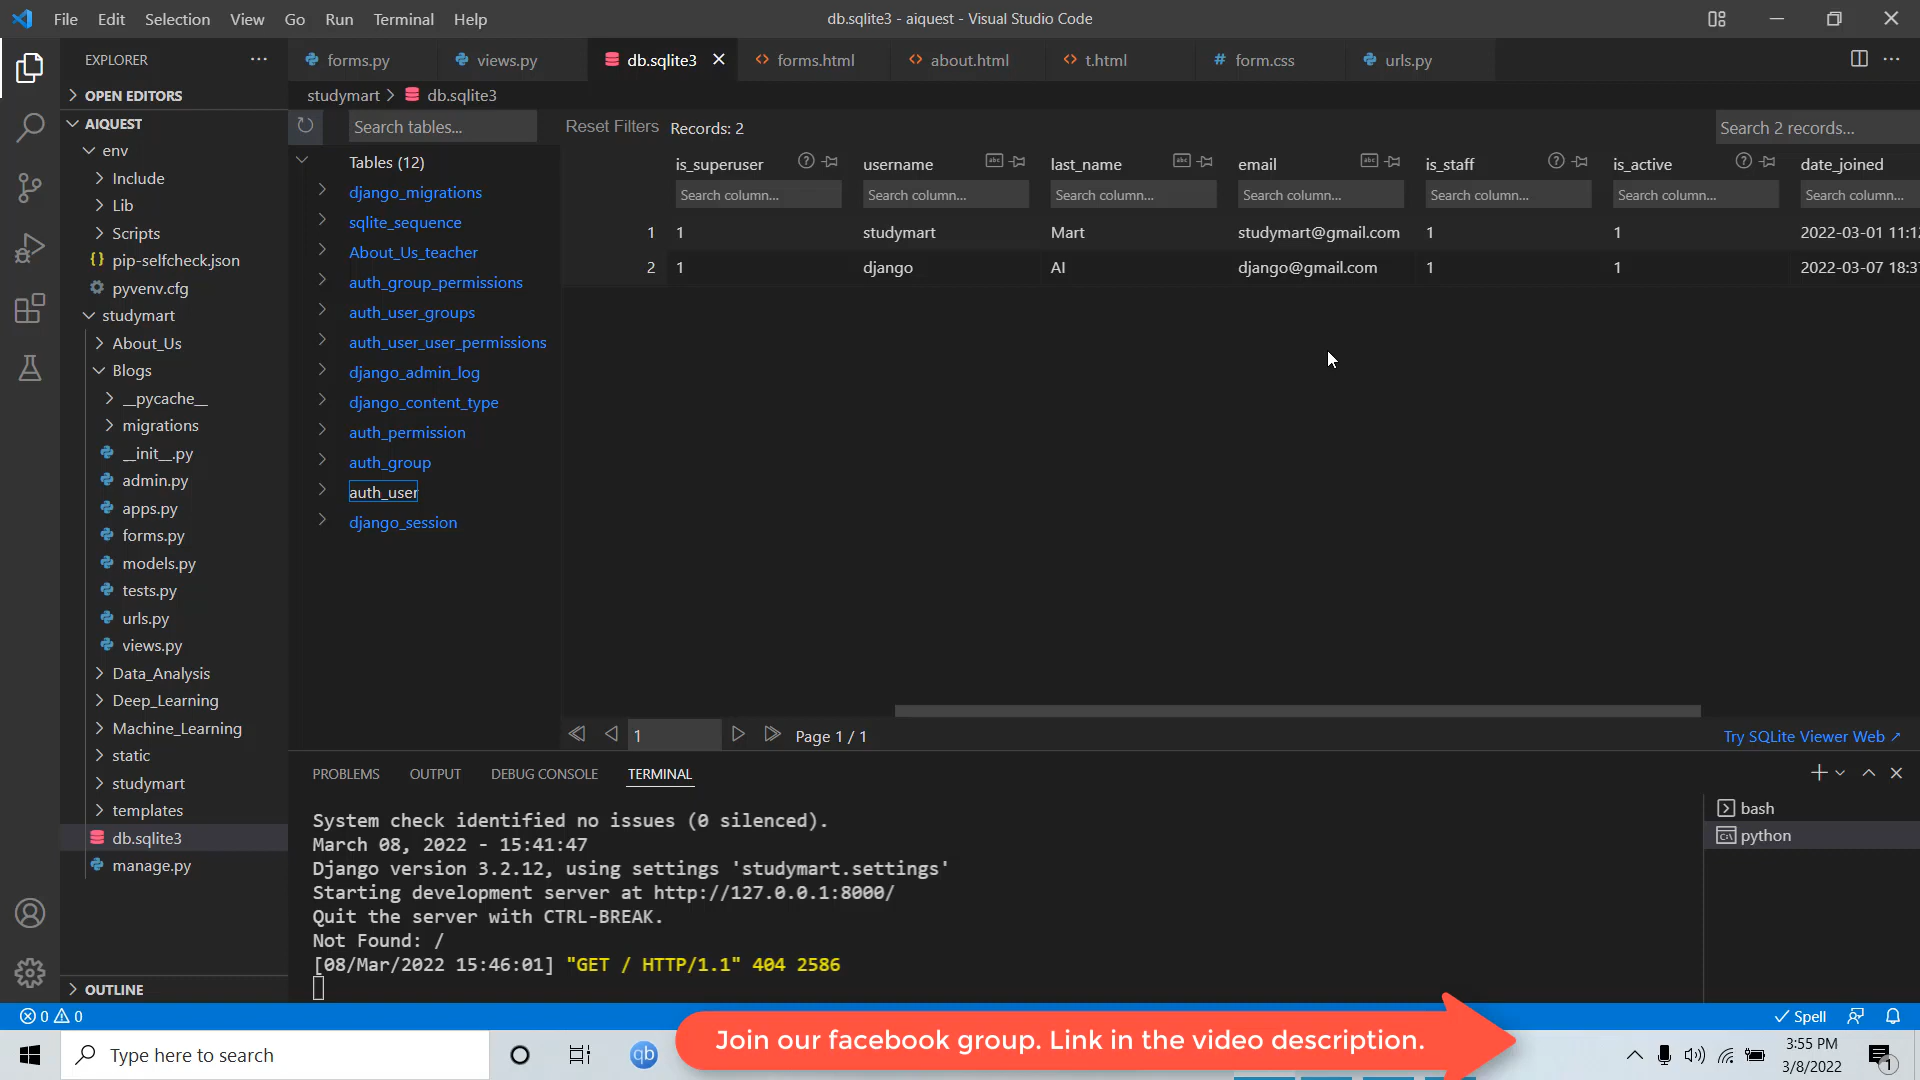 File Edit Selection View Go Run Terminal Help
db.sqlite3 - aiquest - Visual Studio Code
EXPLORER
forms.py
views.py
db.sqlite3
forms.html
about.html
t.html
form.css
urls.py
OPEN EDITORS
studymart > db.sqlite3
AIQUEST
env
Include
Lib
Scripts
pip-selfcheck.json
pyvenv.cfg
studymart
About_Us
Blogs
__pycache__
migrations
__init__.py
admin.py
apps.py
forms.py
models.py
tests.py
urls.py
views.py
Data_Analysis
Deep_Learning
Machine_Learning
static
studymart
templates
db.sqlite3
manage.py
OUTLINE
Search tables...
Tables (12)
django_migrations
sqlite_sequence
About_Us_teacher
auth_group_permissions
auth_user_groups
auth_user_user_permissions
django_admin_log
django_content_type
auth_permission
auth_group
auth_user
django_session
Reset Filters Records: 2
Search 2 records...
is_superuser username last_name email is_staff is_active date_joined
Search column... Search column... Search column... Search column... Search column... Search column... Search column...
1 1 studymart Mart studymart@gmail.com 1 1 2022-03-01 11:12
2 1 django AI django@gmail.com 1 1 2022-03-07 18:37
1 Page 1 / 1
Try SQLite Viewer Web
PROBLEMS OUTPUT DEBUG CONSOLE TERMINAL
System check identified no issues (0 silenced).
March 08, 2022 - 15:41:47
Django version 3.2.12, using settings 'studymart.settings'
Starting development server at http://127.0.0.1:8000/
Quit the server with CTRL-BREAK.
Not Found: /
[08/Mar/2022 15:46:01] "GET / HTTP/1.1" 404 2586
bash
python
0 0
Spell
Type here to search
qb
Join our facebook group. Link in the video description.
3:55 PM
3/8/2022
1